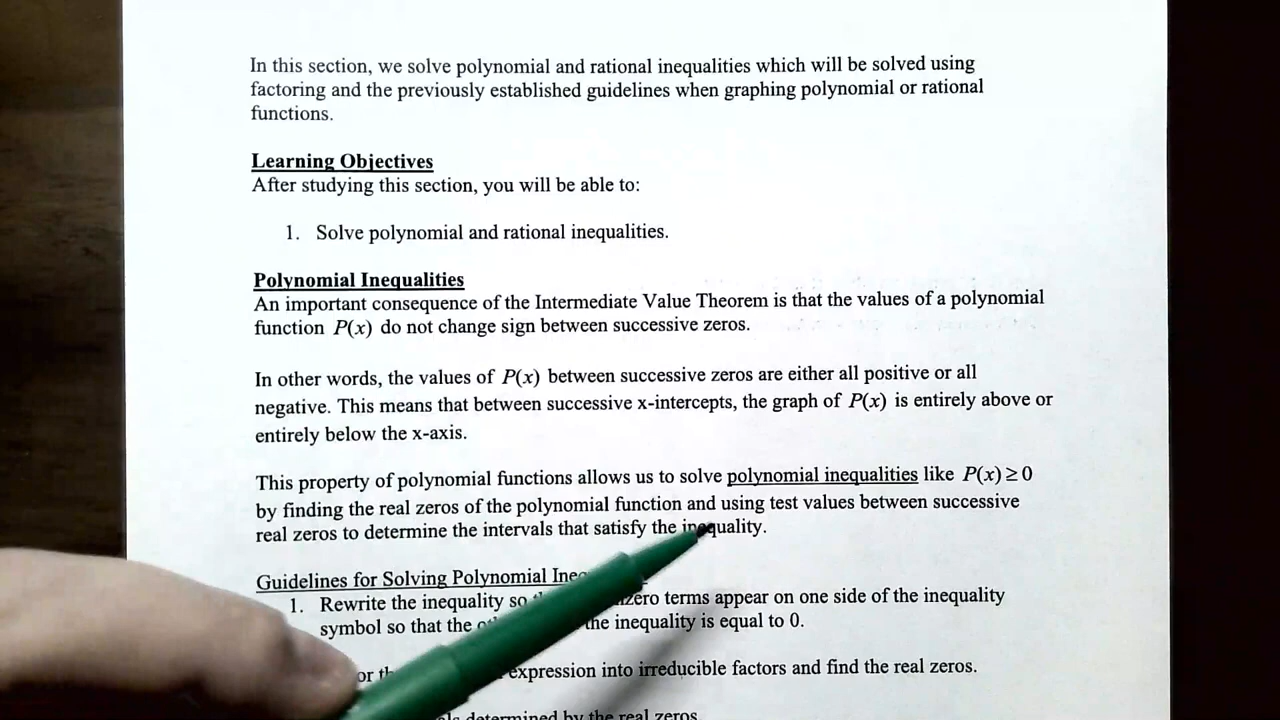 In this section, we solve polynomial and rational inequalities which will be solved using
factoring and the previously established guidelines when graphing polynomial or rational
functions.
Learning Objectives
After studying this section, you will be able to:
1. Solve polynomial and rational inequalities.
Polynomial Inequalities
An important consequence of the Intermediate Value Theorem is that the values of a polynomial
function P(x) do not change sign between successive zeros.
In other words, the values of P(x) between successive zeros are either all positive or all
negative. This means that between successive x-intercepts, the graph of P(x) is entirely above or
entirely below the x-axis.
This property of polynomial functions allows us to solve polynomial inequalities like P(x) ≥ 0
by finding the real zeros of the polynomial function and using test values between successive
real zeros to determine the intervals that satisfy the inequality.
Guidelines for Solving Polynomial
1. Rewrite the inequality so terms appear on one side of the inequality
symbol so that the the inequality is equal to 0.
expression into irreducible factors and find the real zeros.
determined by the real zeros